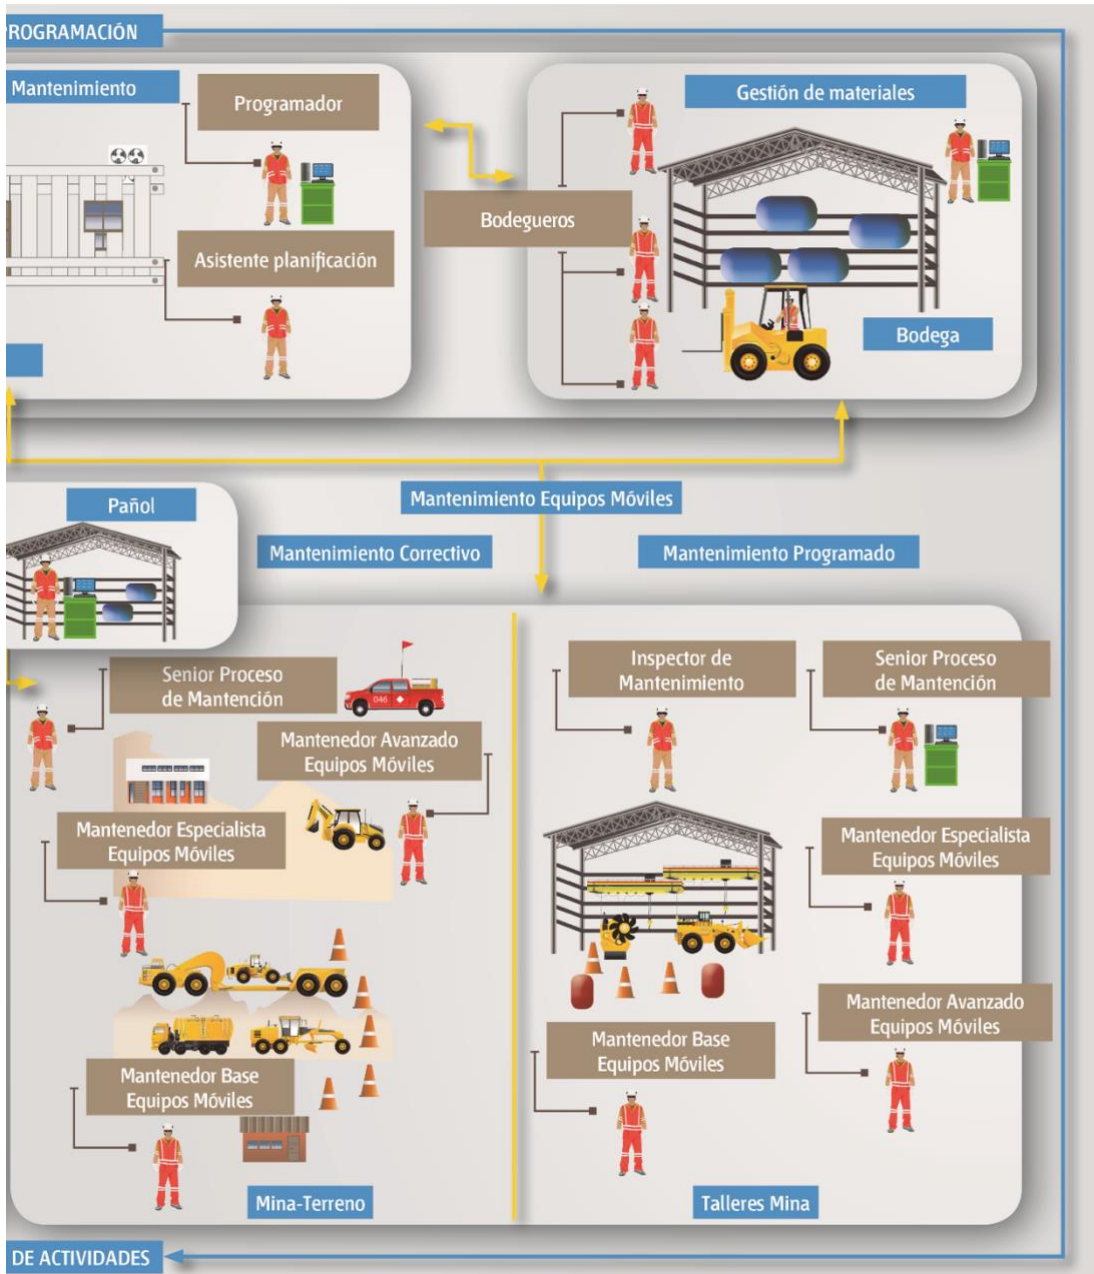 PROGRAMACIÓN
Mantenimiento
Programador
Asistente planificación
Gestión de materiales
Bodegueros
Bodega
Pañol
Mantenimiento Equipos Móviles
Mantenimiento Correctivo
Mantenimiento Programado
Senior Proceso
de Mantención
046
Mantenedor Avanzado
Equipos Móviles
Mantenedor Especialista
Equipos Móviles
Mantenedor Base
Equipos Móviles
Mina-Terreno
Inspector de
Mantenimiento
Senior Proceso
de Mantención
Mantenedor Especialista
Equipos Móviles
Mantenedor Avanzado
Equipos Móviles
Mantenedor Base
Equipos Móviles
Talleres Mina
DE ACTIVIDADES